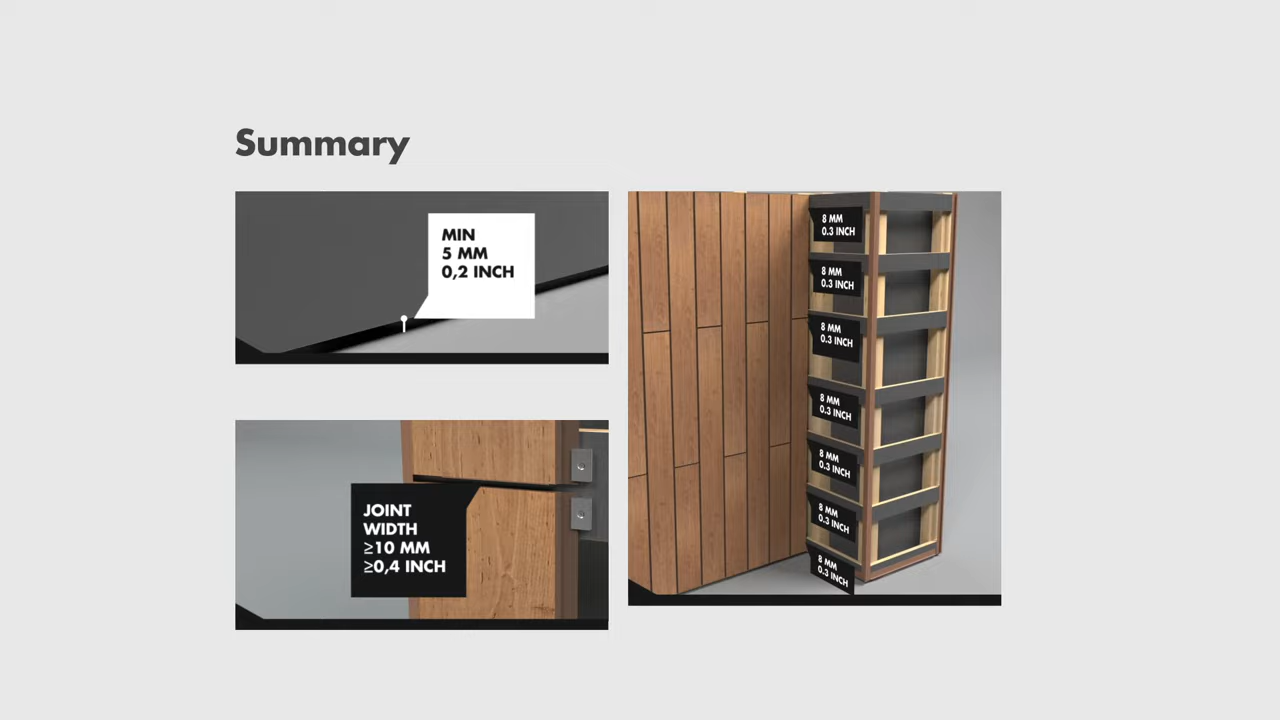 Summary
MIN
5 MM
0,2 INCH
JOINT
WIDTH
≥10 MM
≥0,4 INCH
8 MM
0.3 INCH
8 MM
0.3 INCH
8 MM
0.3 INCH
8 MM
0.3 INCH
8 MM
0.3 INCH
8 MM
0.3 INCH
8 MM
0.3 INCH